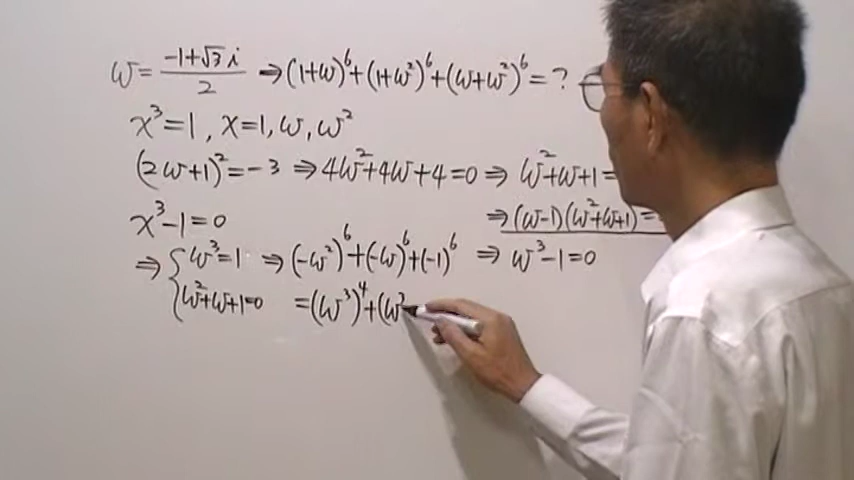 ω = (-1+√3 i)/2 ⇒ (1+ω)^6+(1+ω^2)^6+(ω+ω^2)^6 = ?
x^3=1, x=1, ω, ω^2
(2ω+1)^2=-3 ⇒ 4ω^2+4ω+4=0 ⇒ ω^2+ω+1=
x^3-1=0 ⇒ (ω-1)(ω^2+ω+1)=
⇒ { ω^3=1 ⇒ (-ω^2)^6+(-ω)^6+(-1)^6 ⇒ ω^3-1=0
ω^2+ω+1=0 =(ω^3)^4+(ω